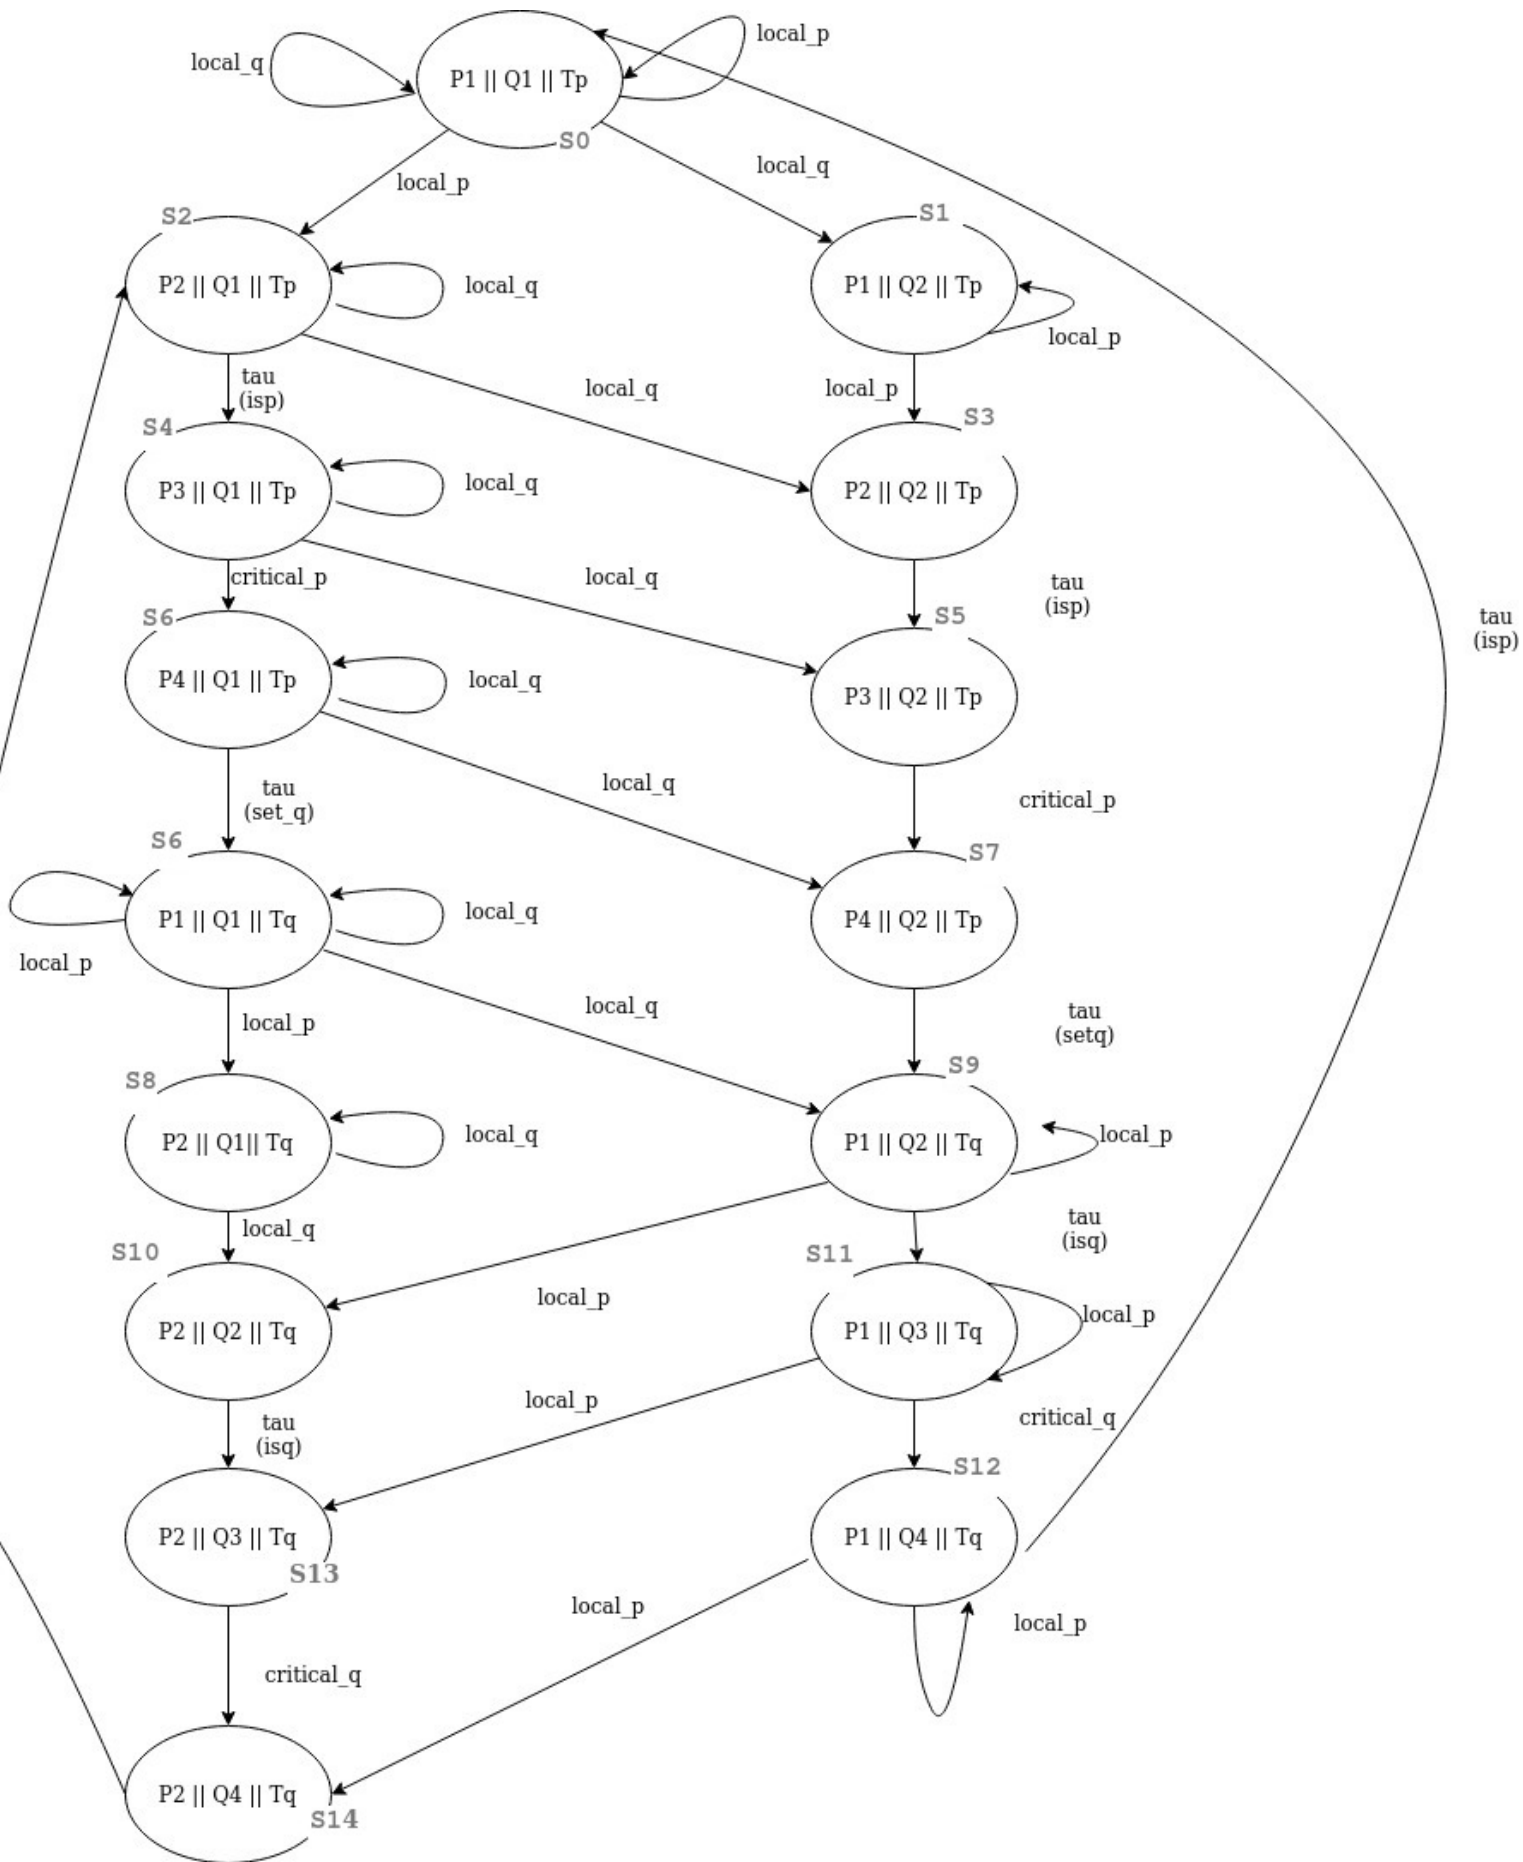 local_p
local_q
P1 || Q1 || Tp
S0
local_q
local_p
S2
S1
P2 || Q1 || Tp
local_q
P1 || Q2 || Tp
local_p
tau
(isp)
local_q
local_p
S4
S3
P3 || Q1 || Tp
local_q
P2 || Q2 || Tp
critical_p
local_q
tau
(isp)
tau
(isp)
S6
S5
P4 || Q1 || Tp
local_q
P3 || Q2 || Tp
tau
(set_q)
local_q
critical_p
S6
S7
P1 || Q1 || Tq
local_q
P4 || Q2 || Tp
local_p
local_p
local_q
tau
(setq)
S8
S9
P2 || Q1|| Tq
local_q
P1 || Q2 || Tq
local_p
local_q
tau
(isq)
S10
S11
local_p
local_p
P2 || Q2 || Tq
P1 || Q3 || Tq
local_p
critical_q
tau
(isq)
S12
P2 || Q3 || Tq
P1 || Q4 || Tq
S13
local_p
local_p
critical_q
P2 || Q4 || Tq
S14